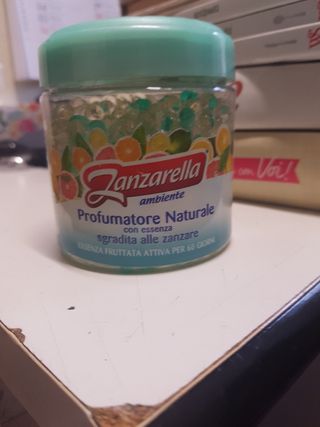 Zanzarella
ambiente
Profumatore Naturale
con essenza
sgradita alle zanzare
ESSENZA FRUTTATA ATTIVA PER 60 GIORNI
con Voi!